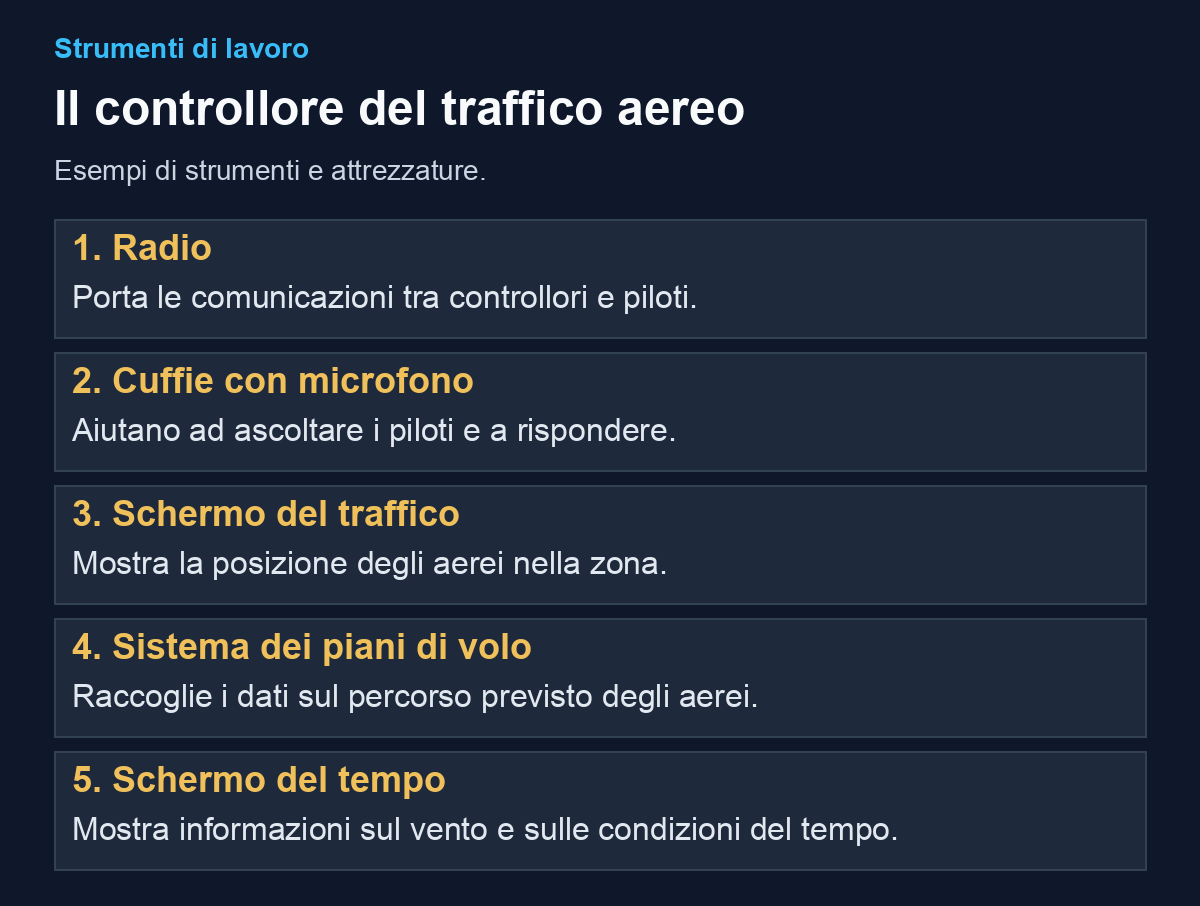 Strumenti di lavoro
Il controllore del traffico aereo
Esempi di strumenti e attrezzature.
1. Radio
Porta le comunicazioni tra controllori e piloti.
2. Cuffie con microfono
Aiutano ad ascoltare i piloti e a rispondere.
3. Schermo del traffico
Mostra la posizione degli aerei nella zona.
4. Sistema dei piani di volo
Raccoglie i dati sul percorso previsto degli aerei.
5. Schermo del tempo
Mostra informazioni sul vento e sulle condizioni del tempo.